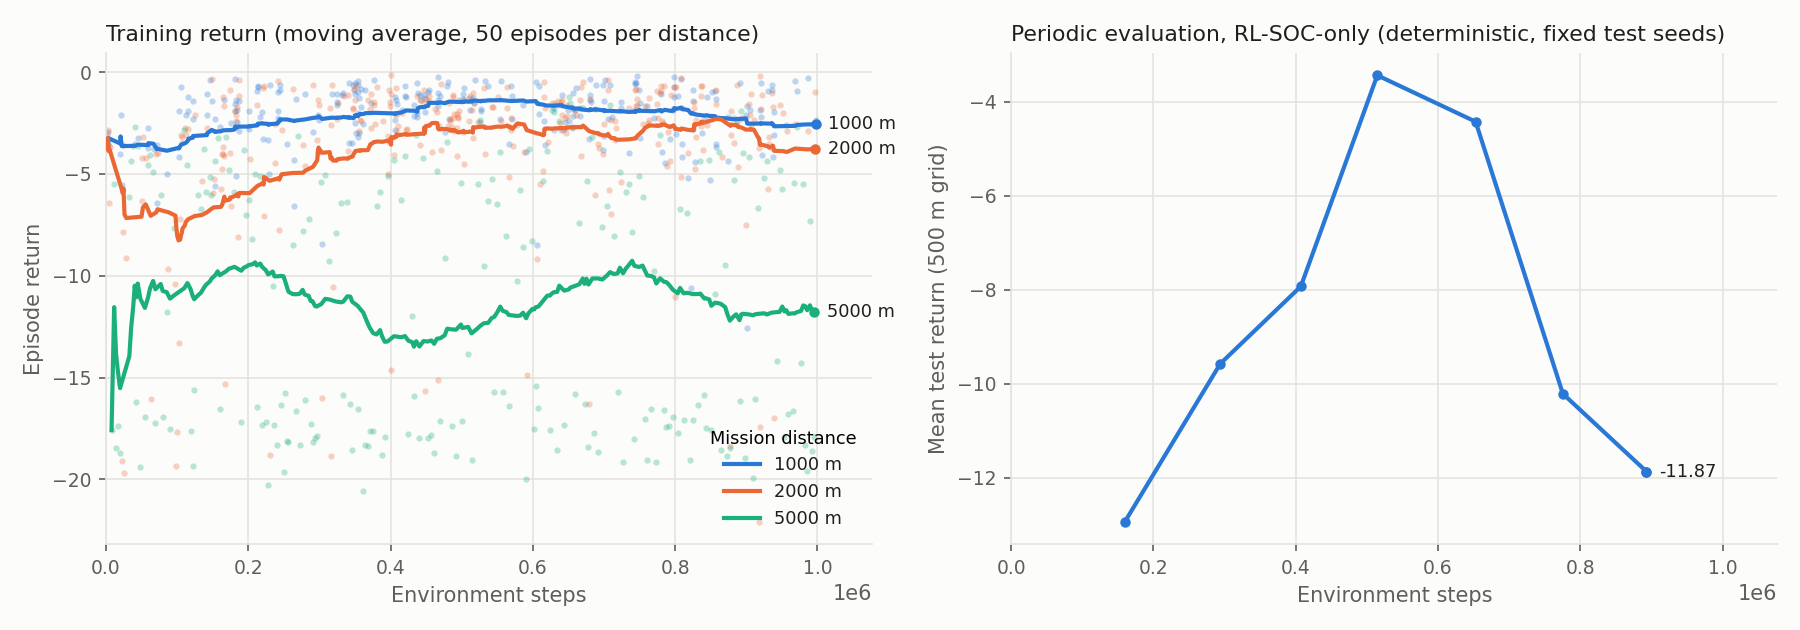 Training return (moving average, 50 episodes per distance)
Episode return
0
−5
−10
−15
−20
1000 m
2000 m
5000 m
Mission distance
1000 m
2000 m
5000 m
0.0 0.2 0.4 0.6 0.8 1.0
1e6
Environment steps
Periodic evaluation, RL-SOC-only (deterministic, fixed test seeds)
Mean test return (500 m grid)
−4
−6
−8
−10
−12
-11.87
0.0 0.2 0.4 0.6 0.8 1.0
1e6
Environment steps